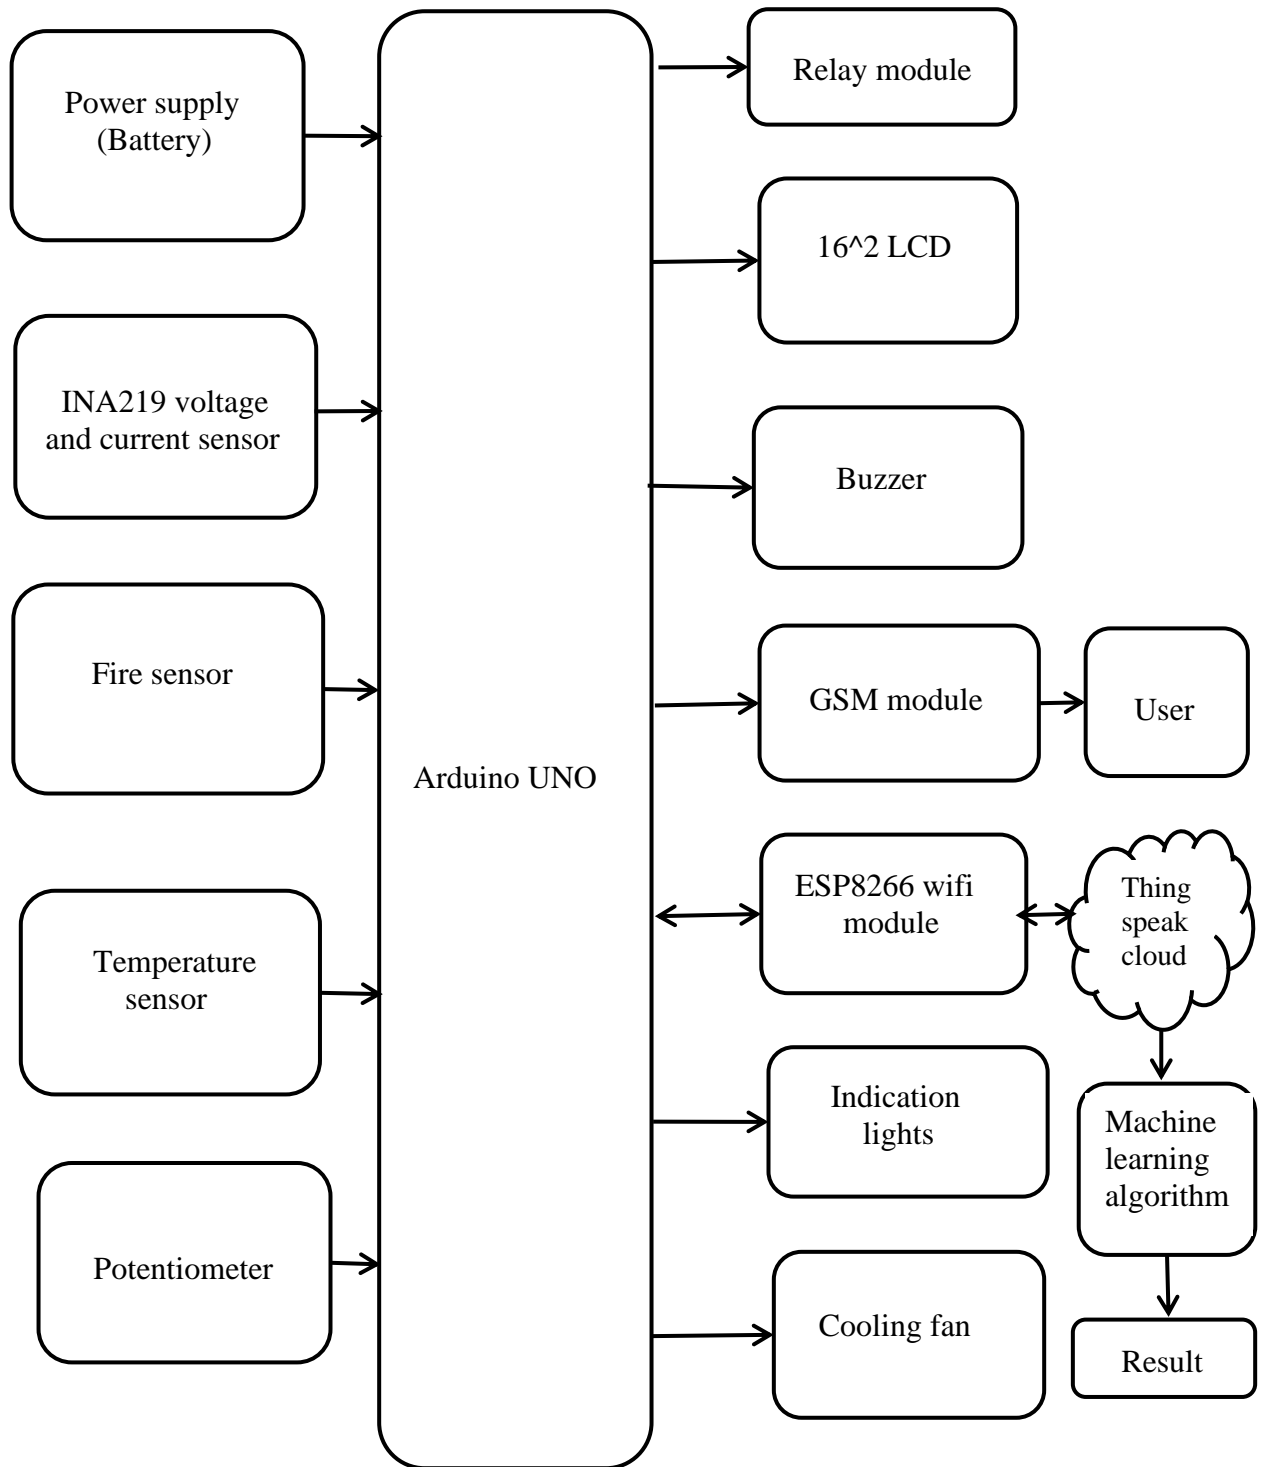 Power supply
(Battery)
INA219 voltage
and current sensor
Fire sensor
Temperature
sensor
Potentiometer
Arduino UNO
Relay module
16^2 LCD
Buzzer
GSM module
User
ESP8266 wifi
module
Thing
speak
cloud
Indication
lights
Machine
learning
algorithm
Cooling fan
Result